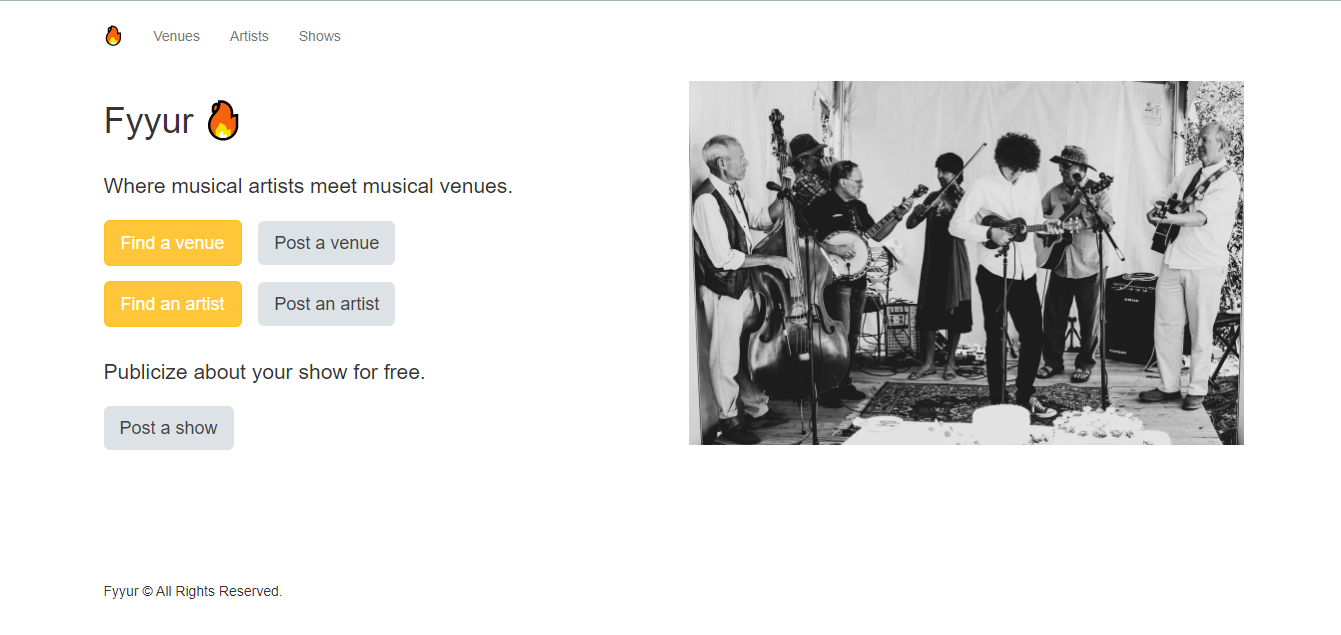 Venues Artists Shows
Fyyur 🔥
Where musical artists meet musical venues.
Find a venue Post a venue
Find an artist Post an artist
Publicize about your show for free.
Post a show
Fyyur © All Rights Reserved.